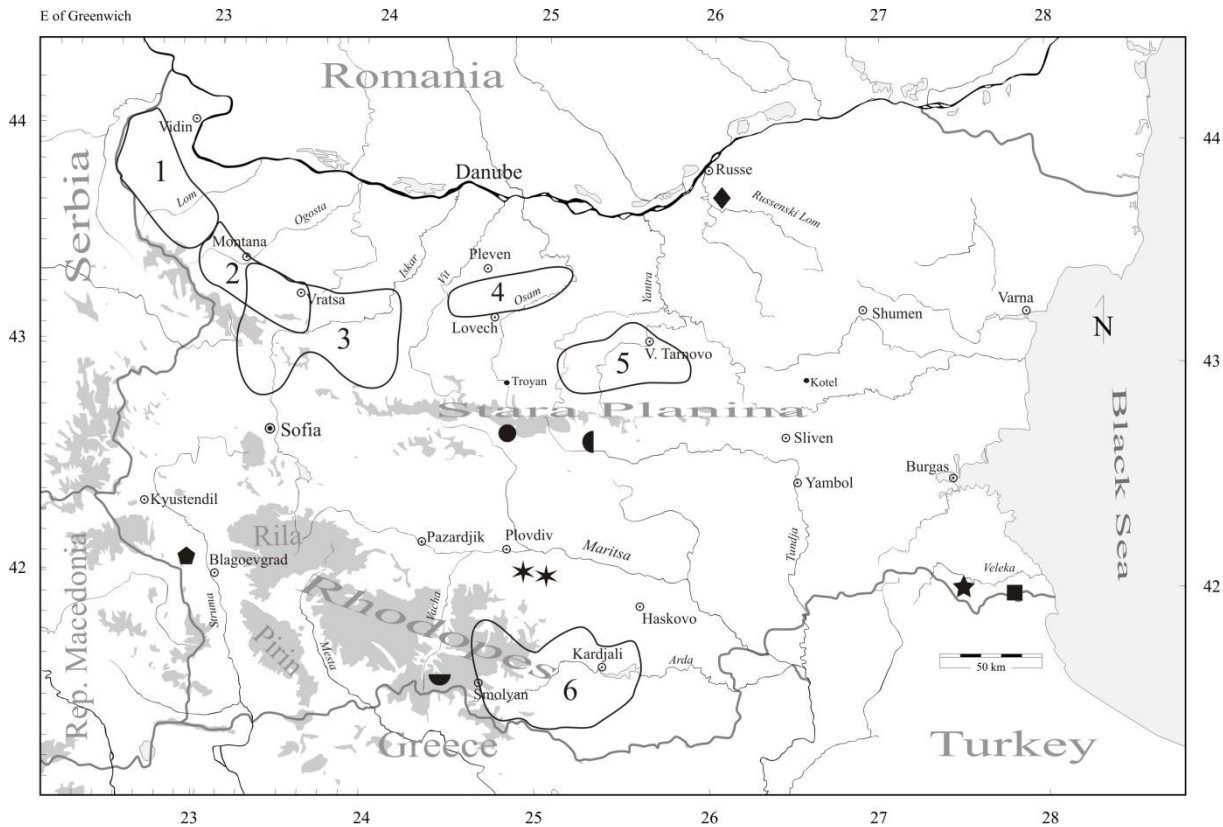 E of Greenwich
23
24
25
26
27
28
Romania
44
44
Vidin
Serbia
1
Lom
Danube
Russe
Russenski Lom
Ogosta
Montana
2
Iskar
Vit
Pleven
4
Osam
Yantra
Vratsa
3
Lovech
Shumen
Varna
N
43
43
5
V. Tarnovo
Troyan
Kotel
Stara Planina
Black Sea
Sofia
Sliven
Burgas
Yambol
Kyustendil
Rila
Pazardjik
Plovdiv
Maritsa
Tundja
Rep. Macedonia
Blagoevgrad
Struma
42
42
Veleka
Vacha
Rhodopes
Haskovo
Pirin
Mesta
Kardjali
Arda
6
Smolyan
50 km
Greece
Turkey
23
24
25
26
27
28